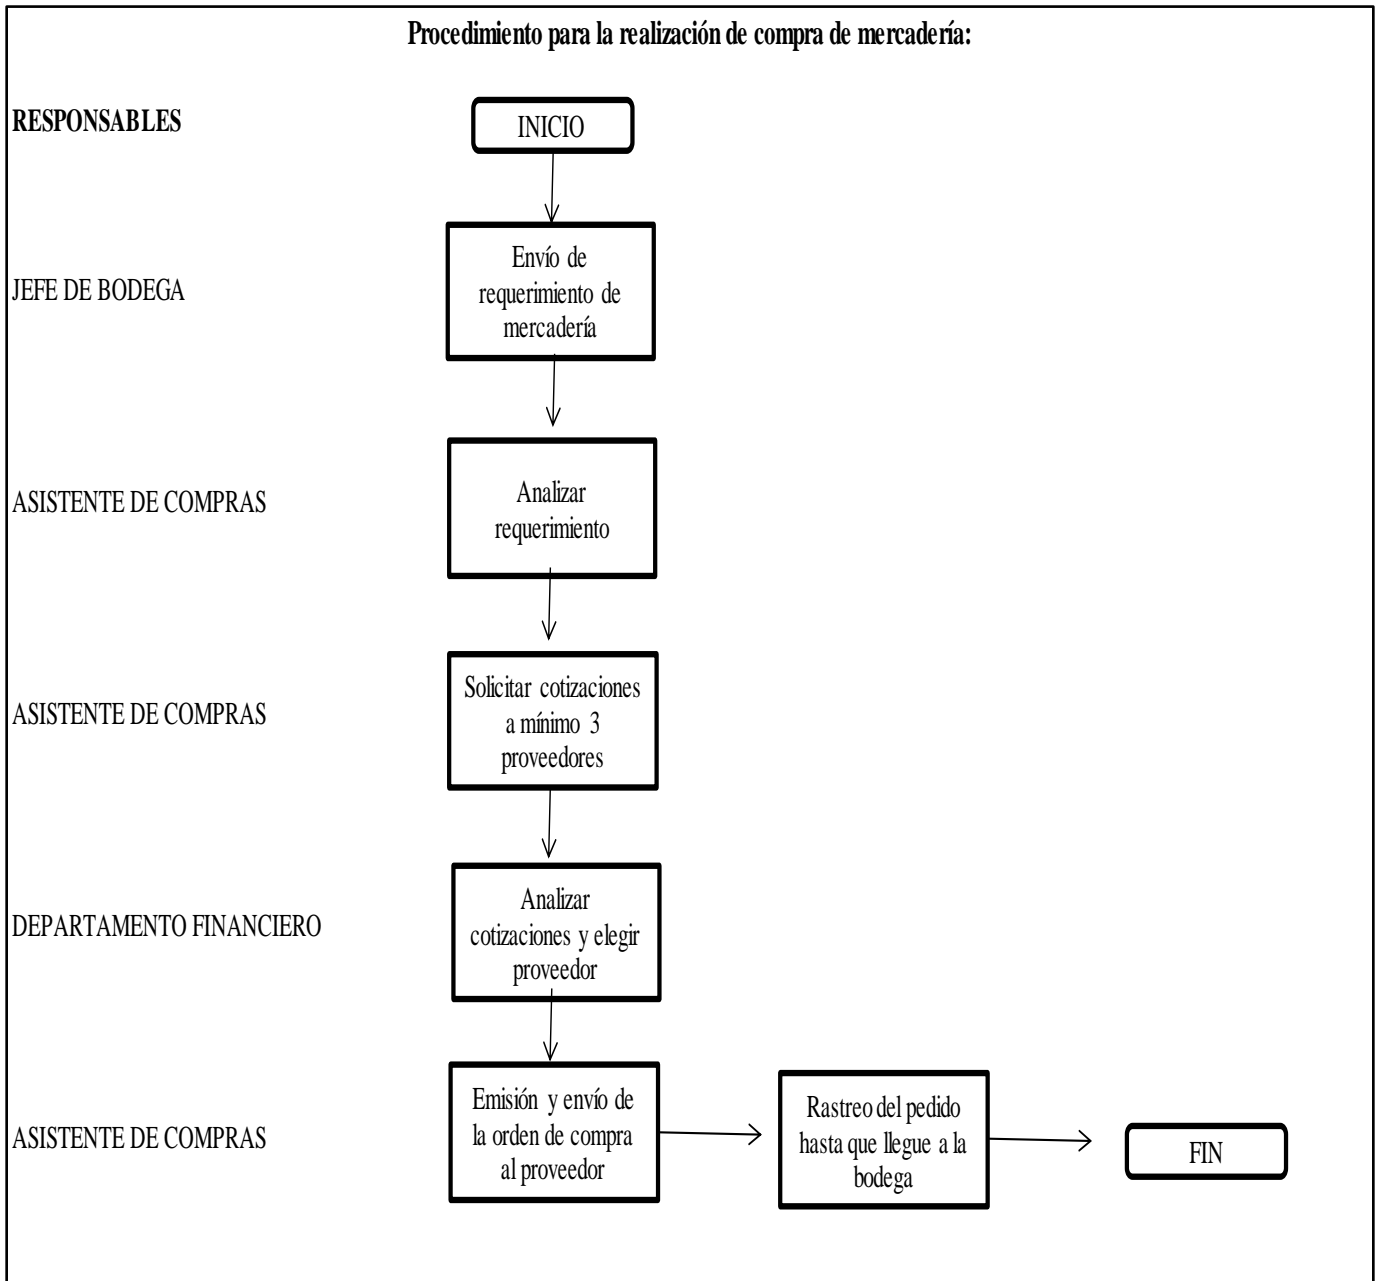 Procedimiento para la realización de compra de mercadería:
RESPONSABLES
INICIO
JEFE DE BODEGA
Envío de
requerimiento de
mercadería
ASISTENTE DE COMPRAS
Analizar
requerimiento
ASISTENTE DE COMPRAS
Solicitar cotizaciones
a mínimo 3
proveedores
DEPARTAMENTO FINANCIERO
Analizar
cotizaciones y elegir
proveedor
ASISTENTE DE COMPRAS
Emisión y envío de
la orden de compra
al proveedor
Rastreo del pedido
hasta que llegue a la
bodega
FIN